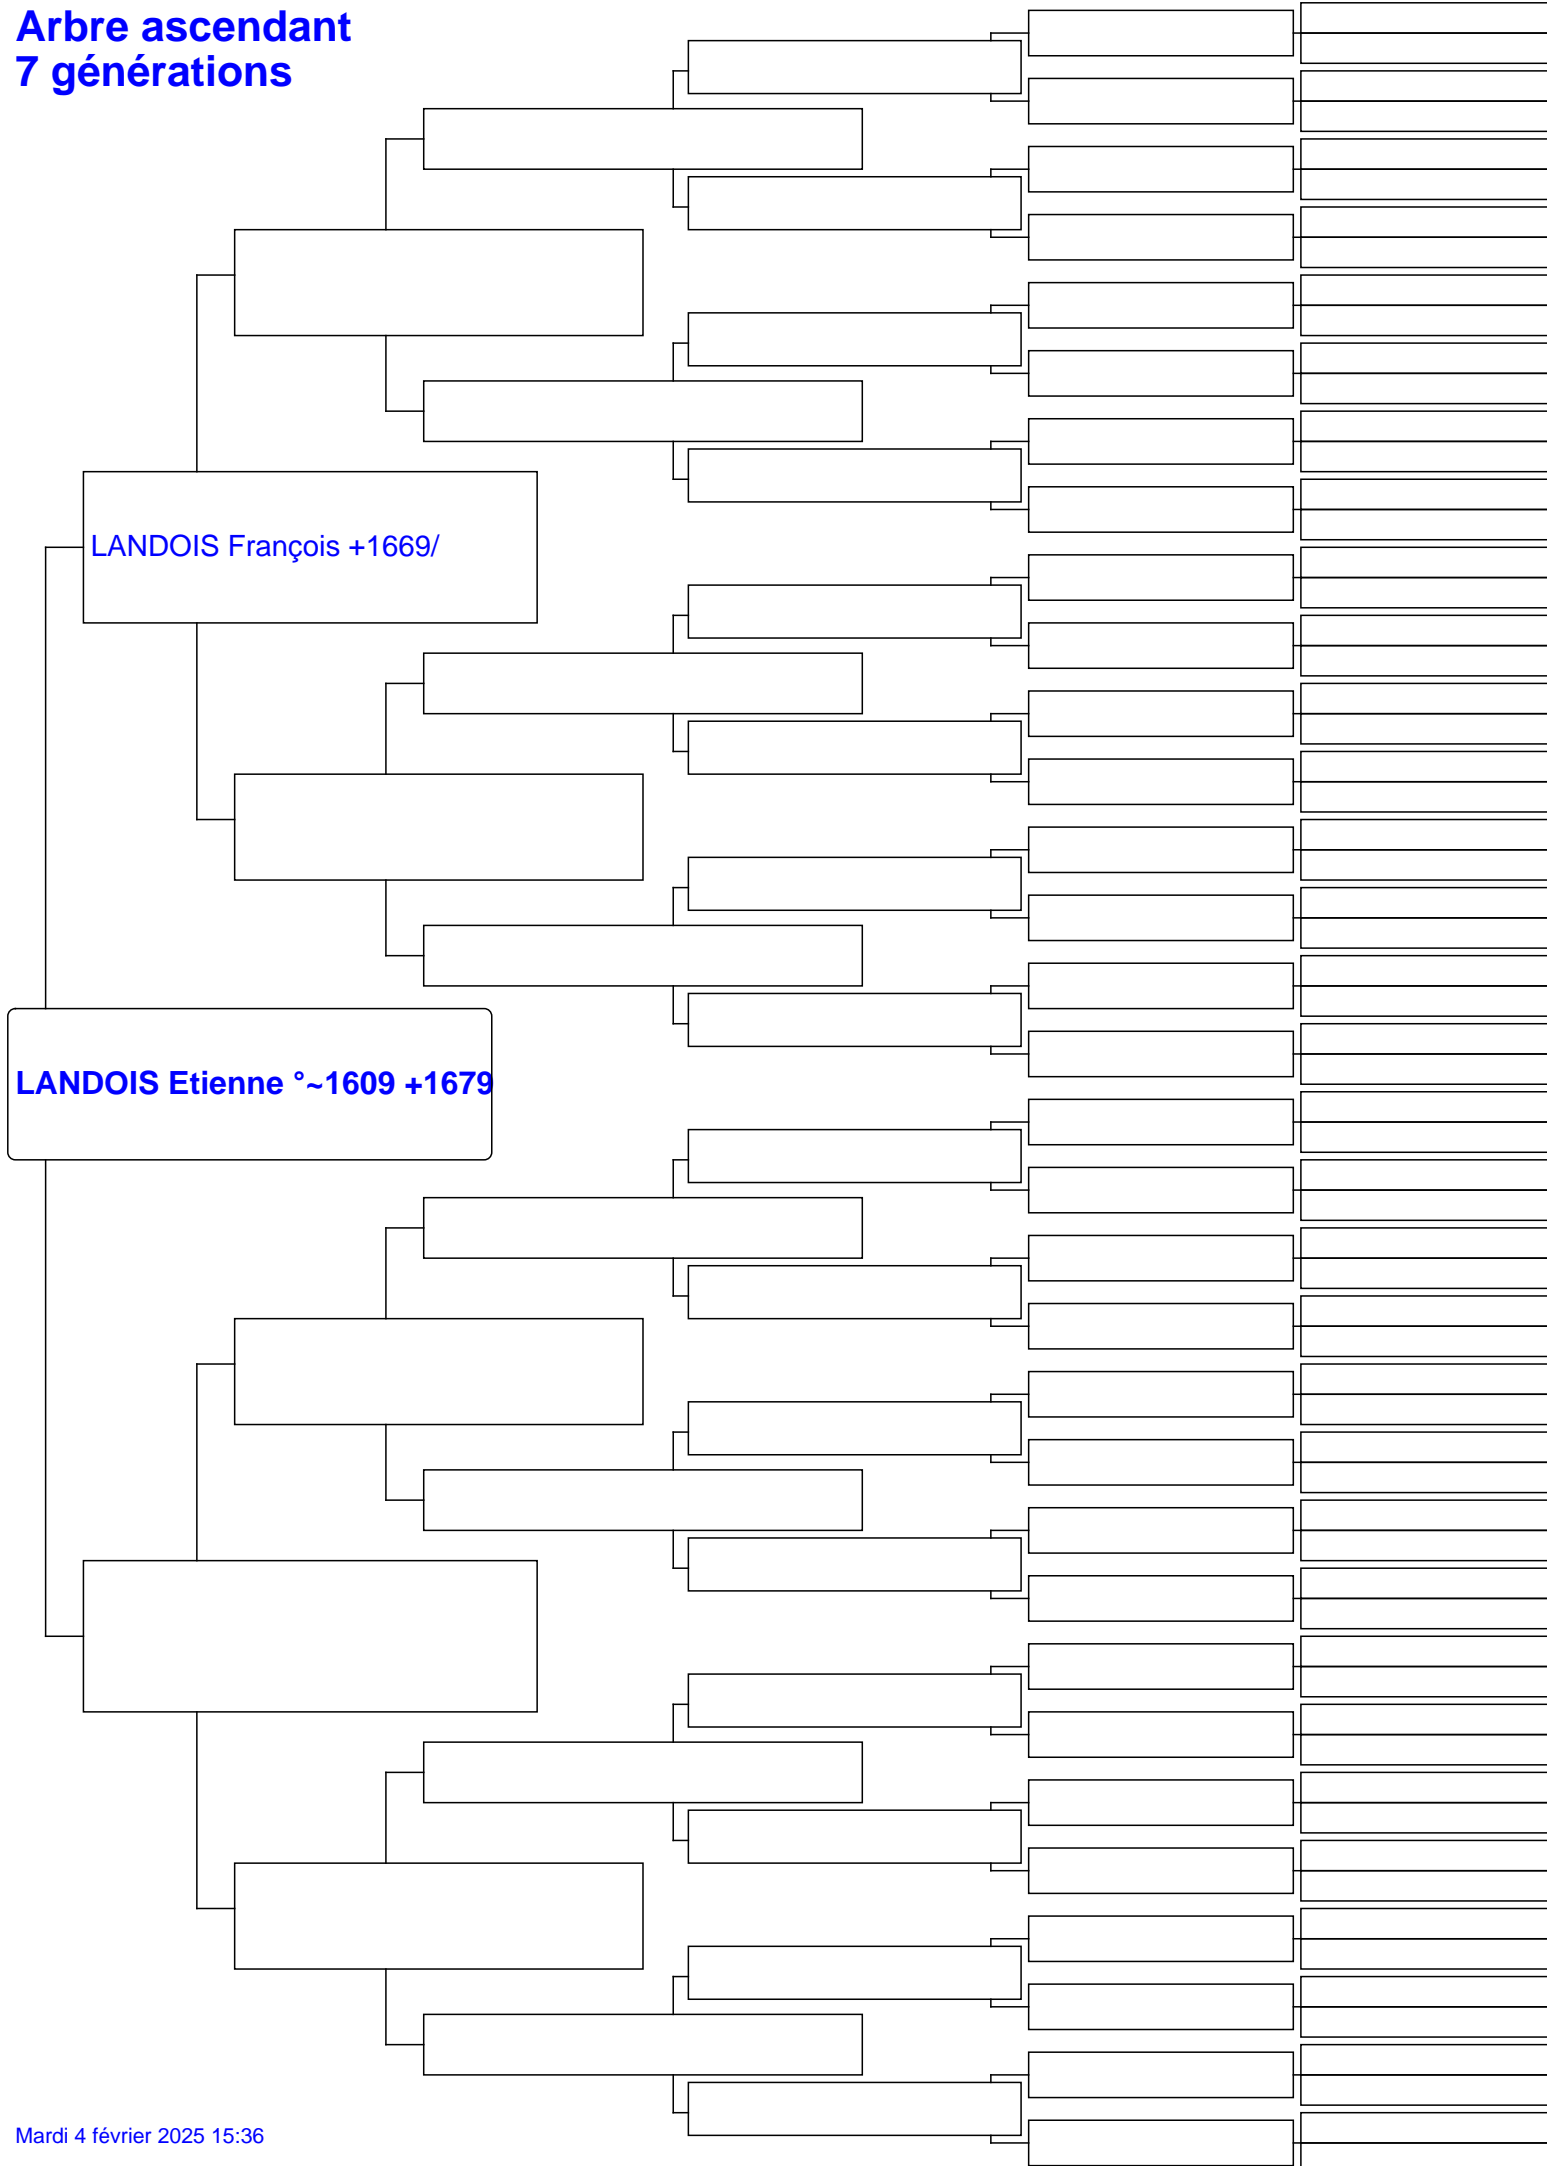 Arbre ascendant
7 générations
LANDOIS François +1669/
LANDOIS Etienne °~1609 +1679
Mardi 4 février 2025 15:36